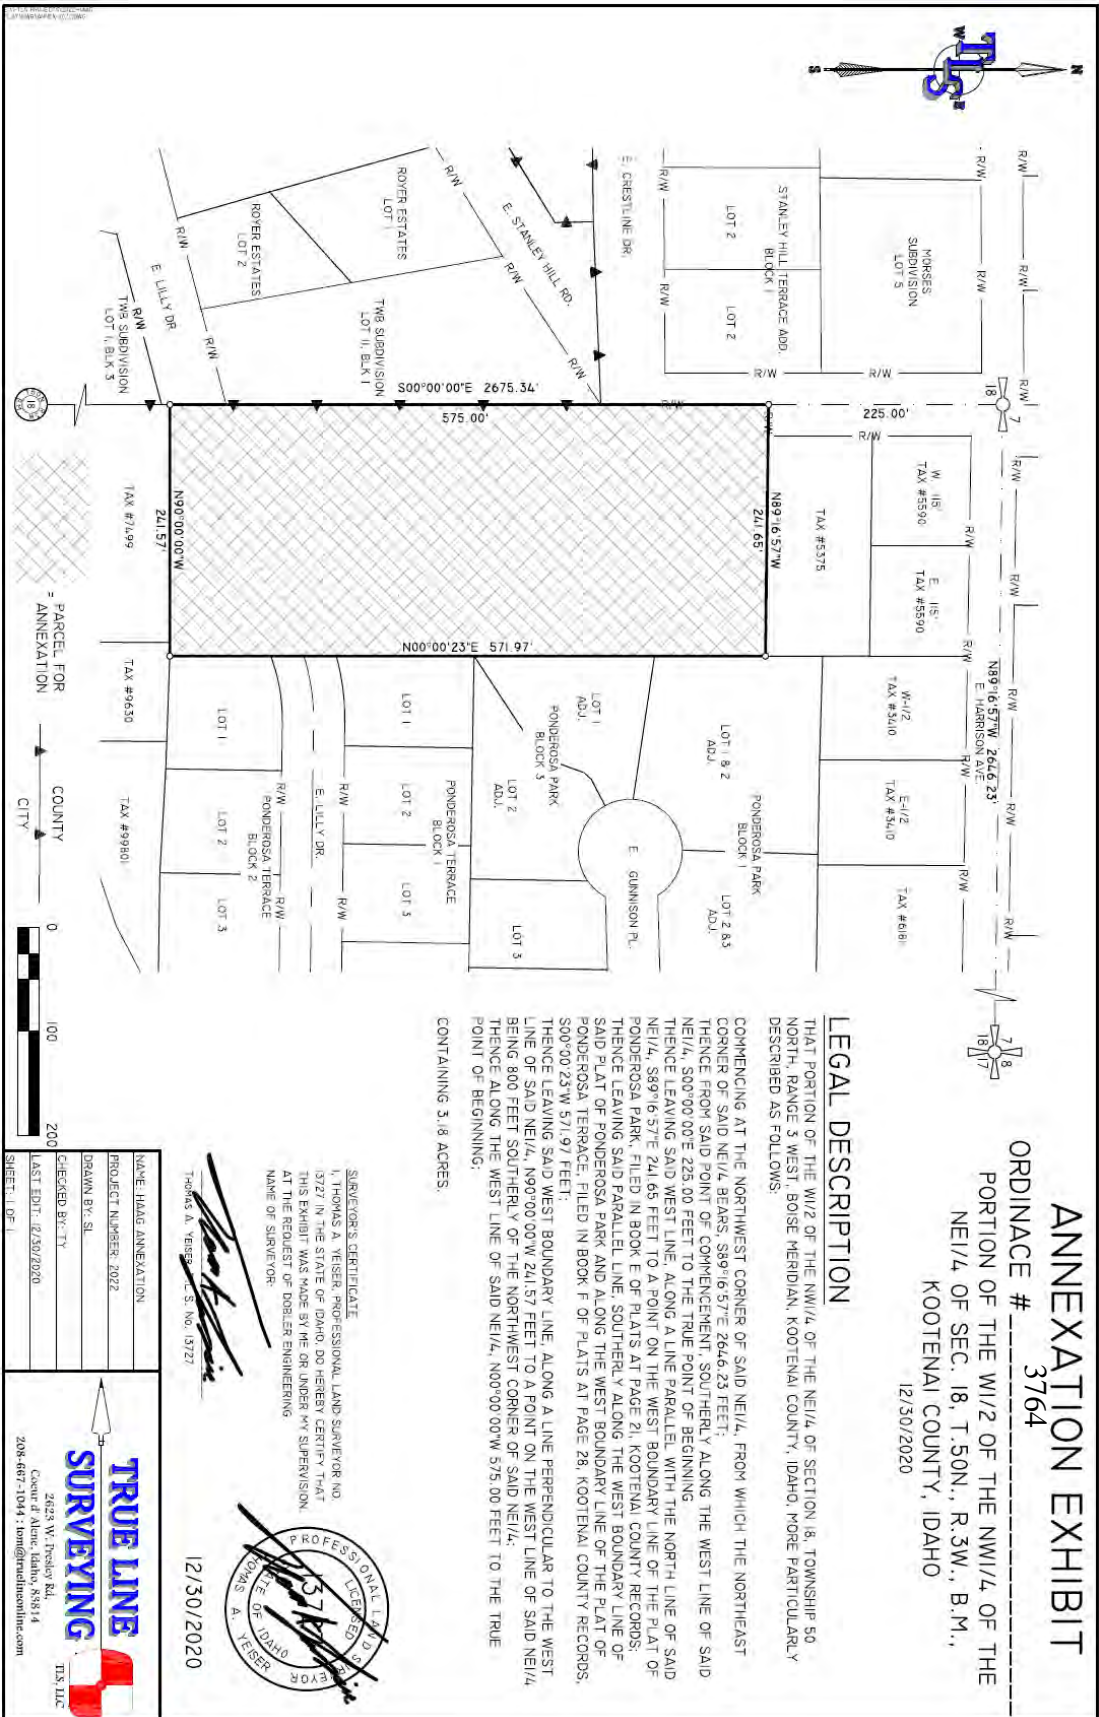 ANNEXATION EXHIBIT
ORDINACE #
3764
PORTION OF THE W1/2 OF THE NW1/4 OF THE
NE1/4 OF SEC. 18, T.50N., R.3W., B.M.,
KOOTENAI COUNTY, IDAHO
12/30/2020
LEGAL DESCRIPTION
THAT PORTION OF THE W1/2 OF THE NW1/4 OF THE NE1/4 OF SECTION 18, TOWNSHIP 50
NORTH, RANGE 3 WEST, BOISE MERIDIAN, KOOTENAI COUNTY, IDAHO, MORE PARTICULARLY
DESCRIBED AS FOLLOWS:
COMMENCING AT THE NORTHWEST CORNER OF SAID NE1/4, FROM WHICH THE NORTHEAST
CORNER OF SAID NE1/4 BEARS, S89°16'57"E 2646.23 FEET;
THENCE FROM SAID POINT OF COMMENCEMENT, SOUTHERLY ALONG THE WEST LINE OF SAID
NE1/4, S00°00'00"E 225.00 FEET TO THE TRUE POINT OF BEGINNING
THENCE LEAVING SAID WEST LINE, ALONG A LINE PARALLEL WITH THE NORTH LINE OF SAID
NE1/4, S89°16'57"E 241.65 FEET TO A POINT ON THE WEST BOUNDARY LINE OF THE PLAT OF
PONDEROSA PARK, FILED IN BOOK E OF PLATS AT PAGE 21, KOOTENAI COUNTY RECORDS;
THENCE LEAVING SAID PARALLEL LINE, SOUTHERLY ALONG THE WEST BOUNDARY LINE OF
SAID PLAT OF PONDEROSA PARK AND ALONG THE WEST BOUNDARY LINE OF THE PLAT OF
PONDEROSA TERRACE, FILED IN BOOK F OF PLATS AT PAGE 28, KOOTENAI COUNTY RECORDS,
S00°00'23"W 571.97 FEET;
THENCE LEAVING SAID WEST BOUNDARY LINE, ALONG A LINE PERPENDICULAR TO THE WEST
LINE OF SAID NE1/4, N90°00'00"W 241.57 FEET TO A POINT ON THE WEST LINE OF SAID NE1/4
BEING 800 FEET SOUTHERLY OF THE NORTHWEST CORNER OF SAID NE1/4;
THENCE ALONG THE WEST LINE OF SAID NE1/4, N00°00'00"W 575.00 FEET TO THE TRUE
POINT OF BEGINNING;
CONTAINING 3.18 ACRES.
SURVEYOR'S CERTIFICATE
I, THOMAS A. YEISER, PROFESSIONAL LAND SURVEYOR NO.
13727 IN THE STATE OF IDAHO, DO HEREBY CERTIFY THAT
THIS EXHIBIT WAS MADE BY ME OR UNDER MY SUPERVISION,
AT THE REQUEST OF DOBLER ENGINEERING
NAME OF SURVEYOR:
THOMAS A. YEISER P.L.S. No. 13727
PROFESSIONAL LAND SURVEYOR
LICENSED
STATE OF IDAHO
THOMAS A. YEISER
12/30/2020
N
S
W
E
TLS
R/W
R/W
R/W
R/W
MORSES
SUBDIVISION
LOT 5
STANLEY HILL TERRACE ADD.
BLOCK 1
LOT 2
LOT 2
R/W
R/W
R/W
R/W
E. CRESTLINE DR.
E. STANLEY HILL RD.
R/W
R/W
R/W
ROYER ESTATES
LOT 1
ROYER ESTATES
LOT 2
R/W
R/W
E. LILLY DR.
R/W
TWB SUBDIVISION
LOT 11, BLK 1
TWB SUBDIVISION
LOT 1, BLK 3
7
18
225.00'
S00°00'00"E 2675.34'
575.00'
R/W
N89°16'57"W
241.65'
N90°00'00"W
241.57'
N00°00'23"E 571.97'
N89°16'57"W 2646.23'
E. HARRISON AVE.
R/W
R/W
R/W
R/W
R/W
R/W
R/W
R/W
R/W
R/W
W. 115'
TAX #5590
E. 115'
TAX #5590
TAX #5375
W-1/2
TAX #3410
E-1/2
TAX #3410
TAX #6181
7 8
18 17
LOT 1 & 2
ADJ.
PONDEROSA PARK
BLOCK 1
LOT 2 & 3
ADJ.
E GUNNISON PL.
LOT 1
ADJ.
PONDEROSA PARK
BLOCK 3
LOT 2
ADJ.
LOT 3
LOT 1
LOT 2
LOT 3
PONDEROSA TERRACE
BLOCK 1
R/W
R/W
E. LILLY DR.
R/W
R/W
LOT 1
LOT 2
LOT 3
PONDEROSA TERRACE
BLOCK 2
TAX #7499
TAX #9630
TAX #9980
18
= PARCEL FOR
ANNEXATION
COUNTY
CITY
0
100
200
NAME: HAAG ANNEXATION
PROJECT NUMBER: 2022
DRAWN BY: SL
CHECKED BY: TY
LAST EDIT: 12/30/2020
SHEET: 1 OF 1
TRUE LINE
SURVEYING
TLS, LLC
2623 W. Presley Rd,
Coeur d' Alene, Idaho, 83814
208-667-1044 : tom@truelineonline.com